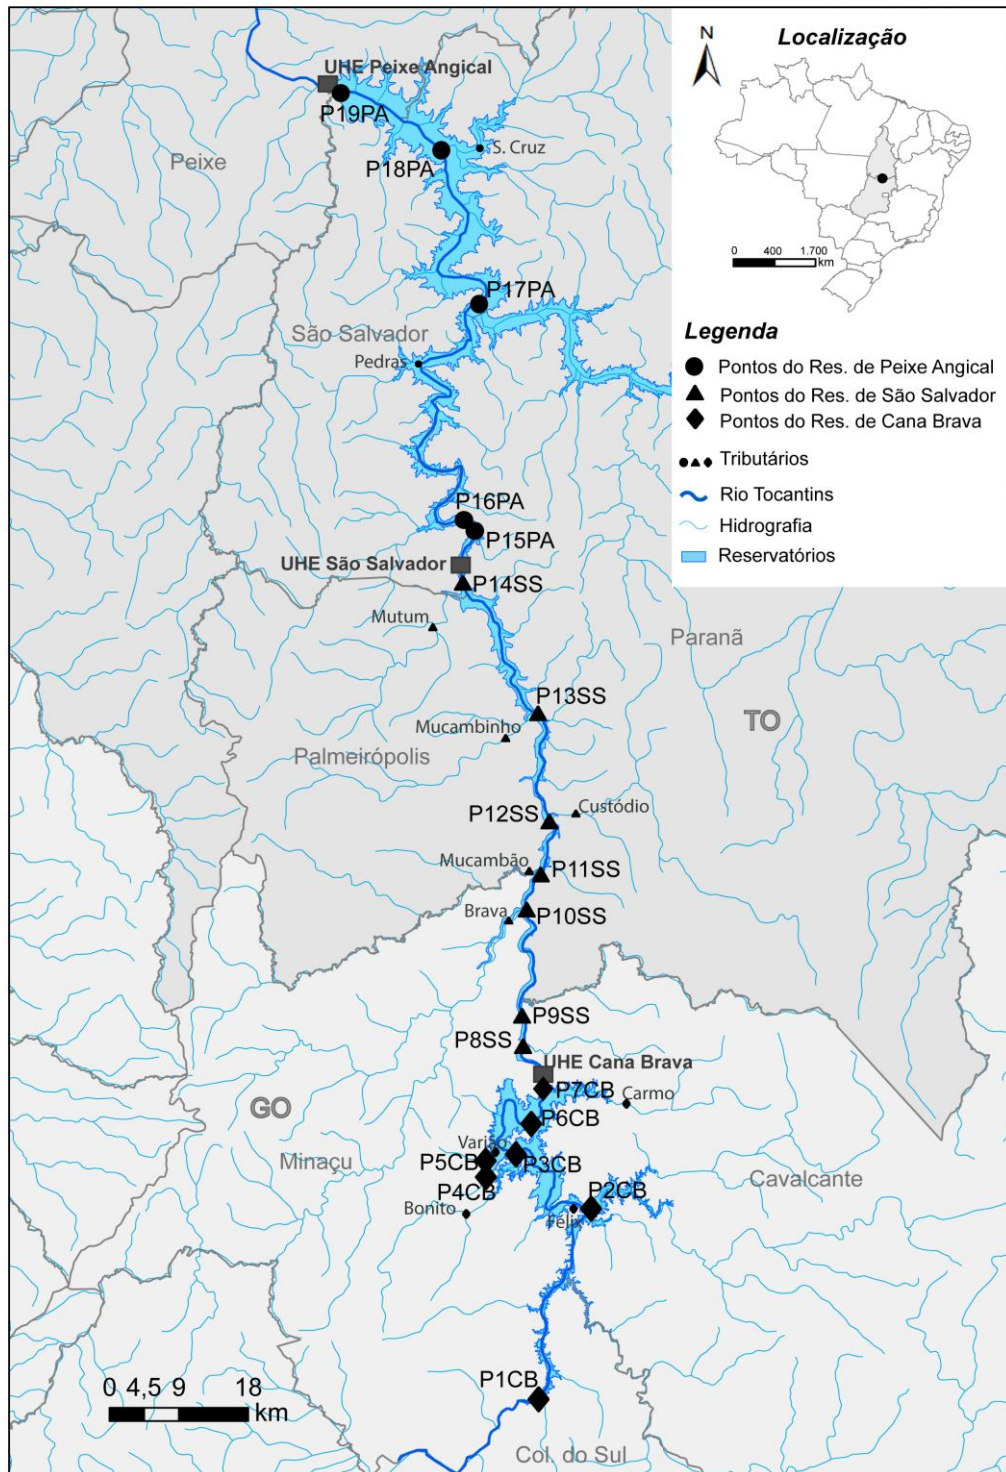 UHE Peixe Angical
P19PA
Peixe
P18PA
S. Cruz
P17PA
São Salvador
Pedras
P16PA
P15PA
UHE São Salvador
P14SS
Mutum
Paranã
P13SS
TO
Mucambinho
Palmeirópolis
P12SS
Custódio
Mucambão
P11SS
Brava
P10SS
P9SS
P8SS
UHE Cana Brava
P7CB
Carmo
GO
P6CB
Varjão
Minaçu
P5CB
P3CB
Cavalcante
P4CB
P2CB
Bonito
Félix
P1CB
0 4,5 9 18
km
Col. do Sul
N
Localização
0 400 1.700
km
Legenda
Pontos do Res. de Peixe Angical
Pontos do Res. de São Salvador
Pontos do Res. de Cana Brava
Tributários
Rio Tocantins
Hidrografia
Reservatórios